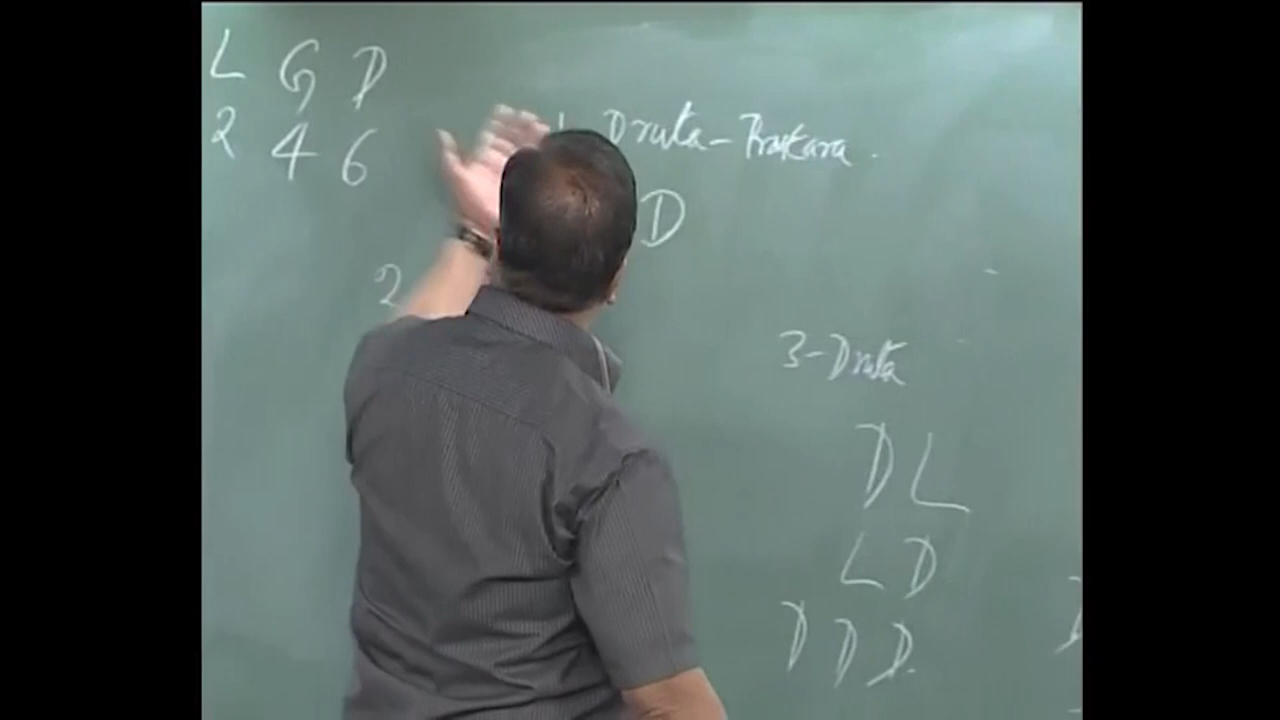 L G D
2 4 6
Druta - Prastara.
D
2
3 - Druta
D L
L D
D D D